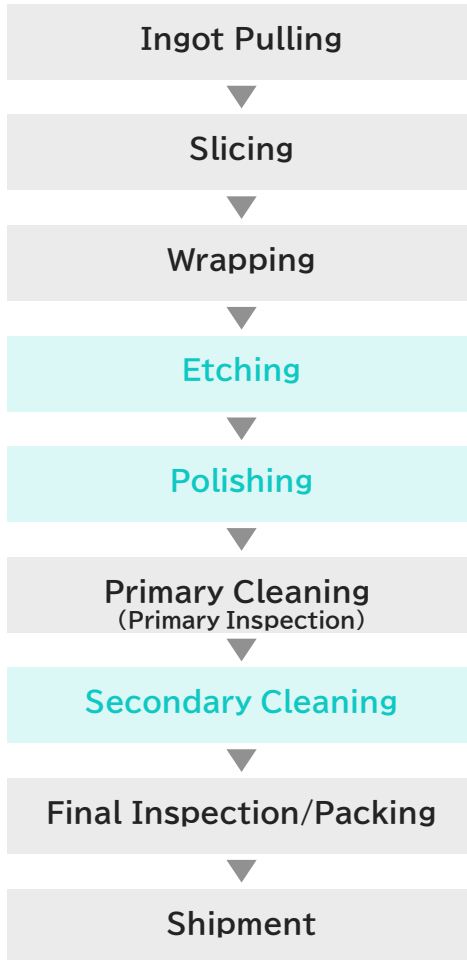 Ingot Pulling
Slicing
Wrapping
Etching
Polishing
Primary Cleaning
(Primary Inspection)
Secondary Cleaning
Final Inspection/Packing
Shipment